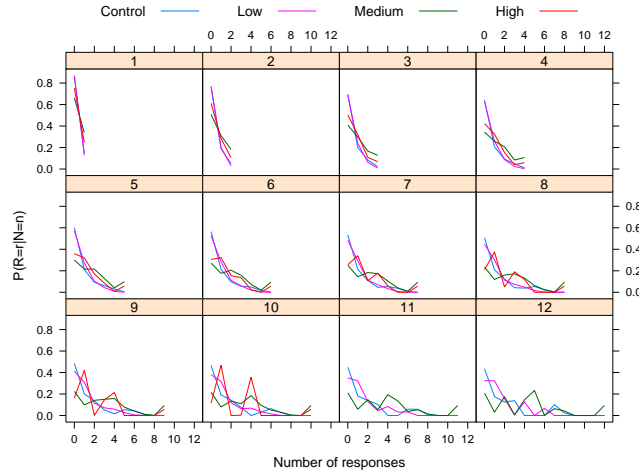 Control Low Medium High
0 2 4 6 8 10 12 0 2 4 6 8 10 12
1 2 3 4
0.0 0.2 0.4 0.6 0.8
5 6 7 8
0.0 0.2 0.4 0.6 0.8
9 10 11 12
0.0 0.2 0.4 0.6 0.8
0 2 4 6 8 10 12 0 2 4 6 8 10 12
P(R=r|N=n)
Number of responses